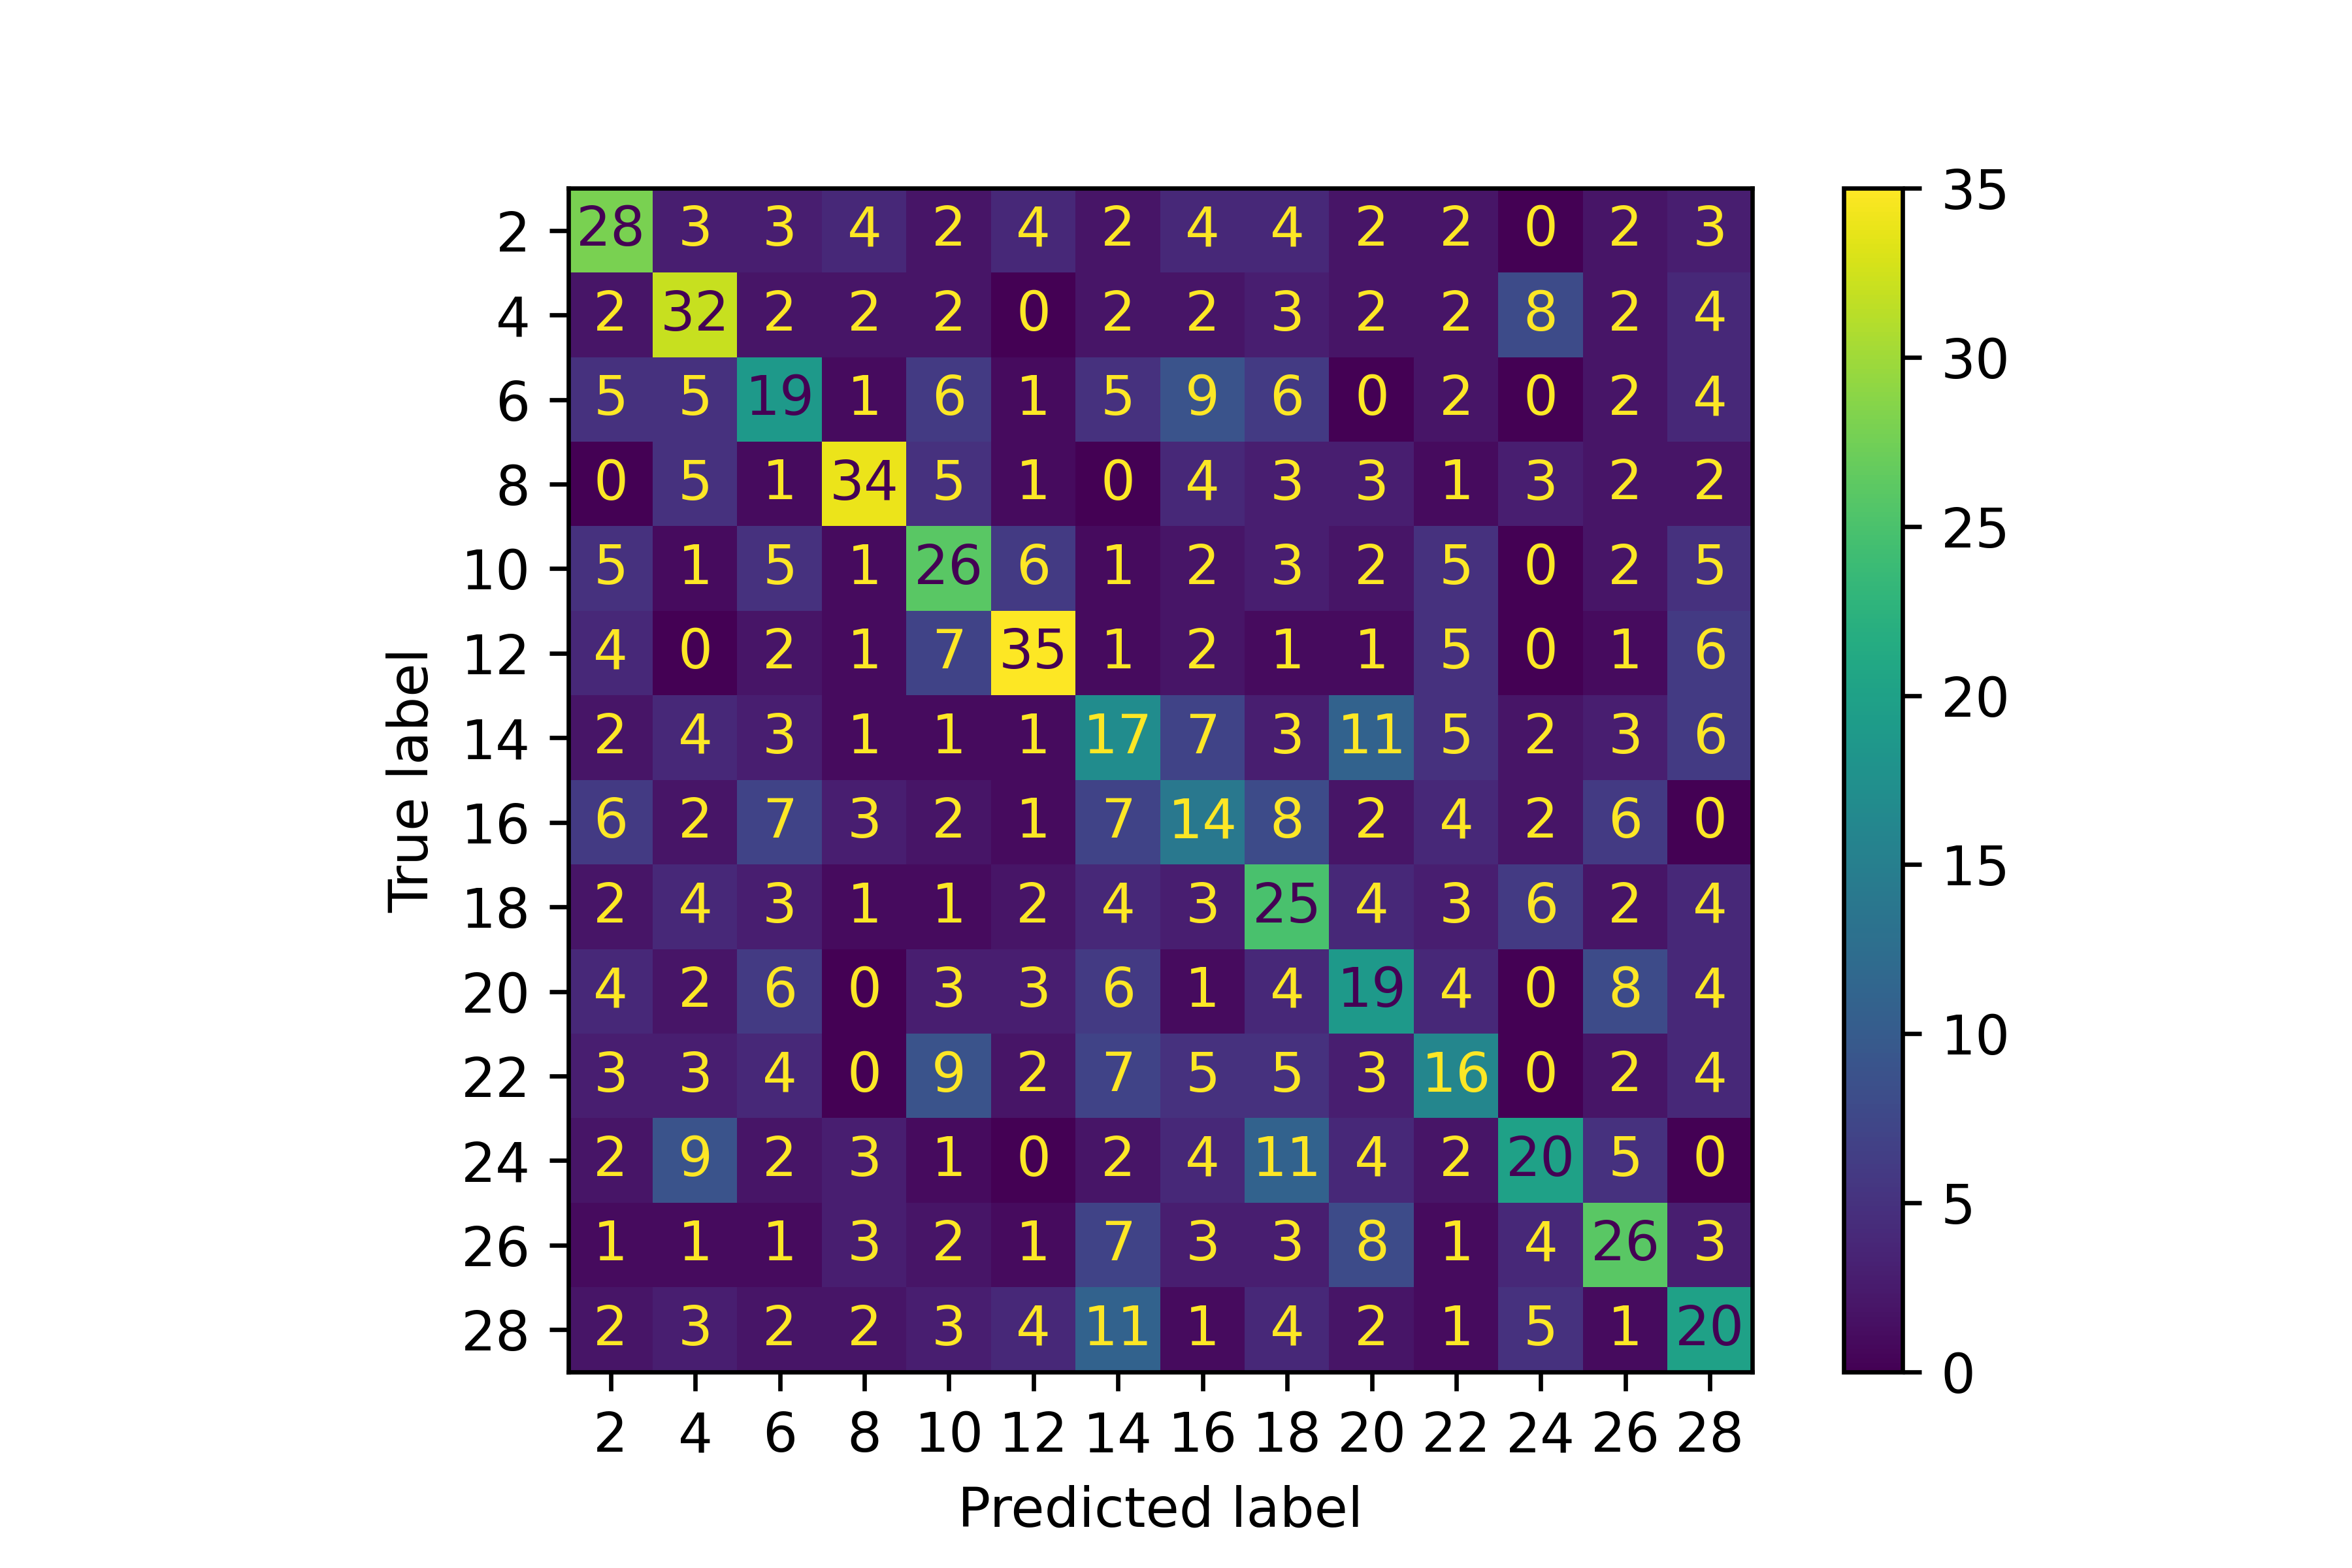 2 28 3 3 4 2 4 2 4 4 2 2 0 2 3
4 2 32 2 2 2 0 2 2 3 2 2 8 2 4
6 5 5 19 1 6 1 5 9 6 0 2 0 2 4
8 0 5 1 34 5 1 0 4 3 3 1 3 2 2
10 5 1 5 1 26 6 1 2 3 2 5 0 2 5
12 4 0 2 1 7 35 1 2 1 1 5 0 1 6
14 2 4 3 1 1 1 17 7 3 11 5 2 3 6
16 6 2 7 3 2 1 7 14 8 2 4 2 6 0
18 2 4 3 1 1 2 4 3 25 4 3 6 2 4
20 4 2 6 0 3 3 6 1 4 19 4 0 8 4
22 3 3 4 0 9 2 7 5 5 3 16 0 2 4
24 2 9 2 3 1 0 2 4 11 4 2 20 5 0
26 1 1 1 3 2 1 7 3 3 8 1 4 26 3
28 2 3 2 2 3 4 11 1 4 2 1 5 1 20
2 4 6 8 10 12 14 16 18 20 22 24 26 28
Predicted label
True label
35
30
25
20
15
10
5
0